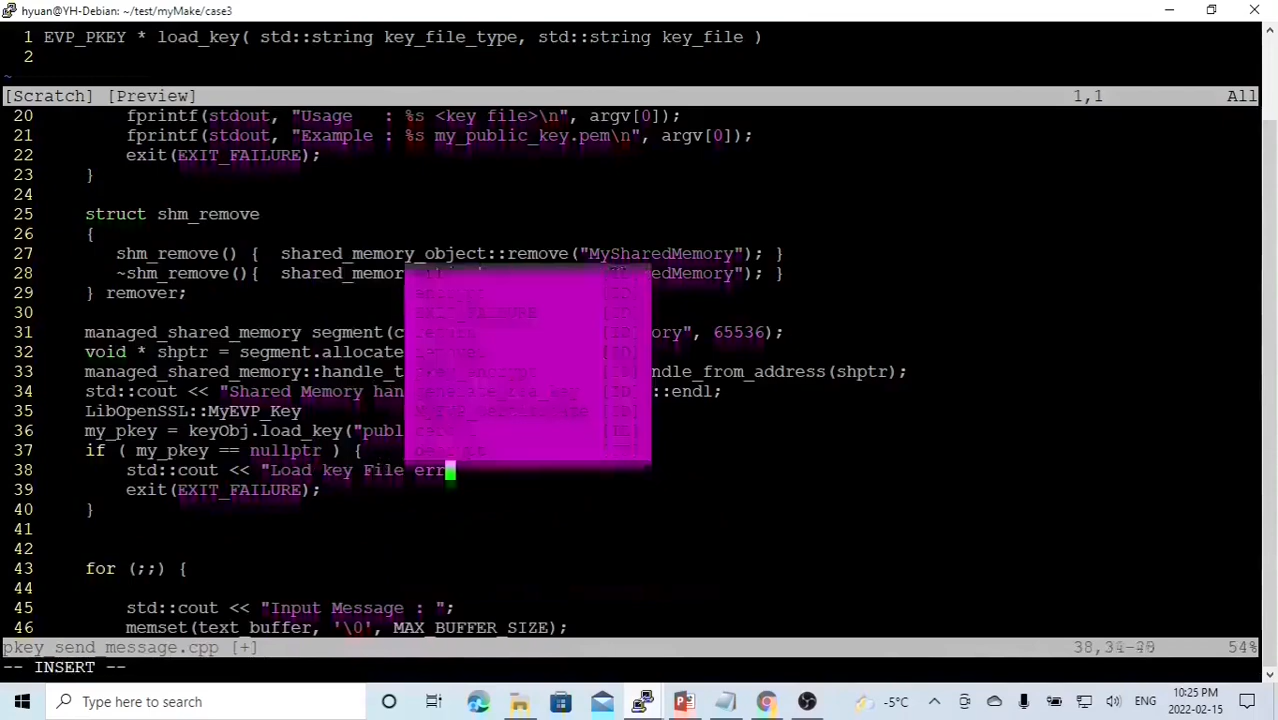 hyuan@YH-Debian: ~/test/myMake/case3
1 EVP_PKEY * load_key( std::string key_file_type, std::string key_file )
2
~
[Scratch] [Preview] 1,1 All
20 fprintf(stdout, "Usage   : %s <key file>\n", argv[0]);
21 fprintf(stdout, "Example : %s my_public_key.pem\n", argv[0]);
22 exit(EXIT_FAILURE);
23 }
24
25 struct shm_remove
26 {
27 shm_remove() {  shared_memory_object::remove("MySharedMemory"); }
28 ~shm_remove(){  shared_memor edMemory"); }
29 } remover;
30 EXIT_FAILURE [ID]
31 managed_shared_memory segment(c ory", 65536);
32 void * shptr = segment.allocate
33 managed_shared_memory::handle_t ndle_from_address(shptr);
34 std::cout << "Shared Memory han generate_rsa_key [ID] ::endl;
35 LibOpenSSL::MyEVP_Key
36 my_pkey = keyObj.load_key("pub
37 if ( my_pkey == nullptr ) {
38 std::cout << "Load key File err
39 exit(EXIT_FAILURE);
40 }
41
42
43 for (;;) {
44
45 std::cout << "Input Message : ";
46 memset(text_buffer, '\0', MAX_BUFFER_SIZE);
pkey_send_message.cpp [+] 54%
-- INSERT --
Type here to search
-5°C ENG 10:25 PM
2022-02-15